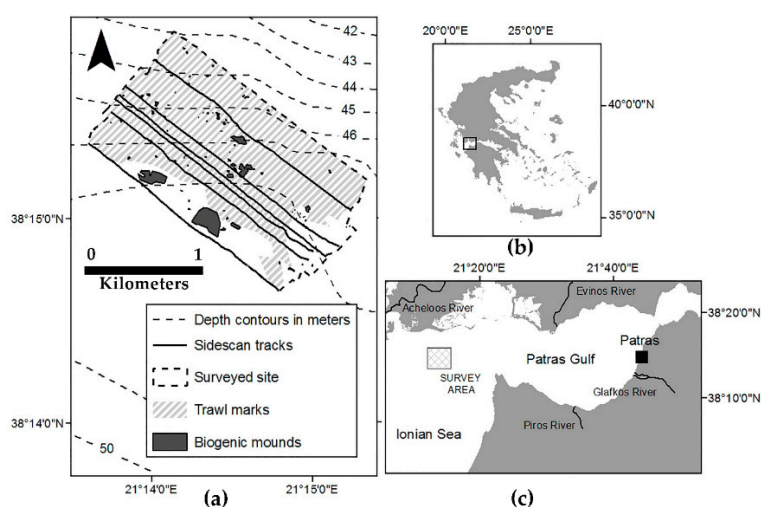 42
43
44
45
46
38°15'0"N
0 1
Kilometers
Depth contours in meters
Sidescan tracks
Surveyed site
Trawl marks
Biogenic mounds
38°14'0"N
50
21°14'0"E 21°15'0"E
(a)
20°0'0"E 25°0'0"E
40°0'0"N
35°0'0"N
(b)
21°20'0"E 21°40'0"E
Evinos River
Acheloos River
38°20'0"N
Patras
Patras Gulf
SURVEY
AREA
Glafkos River
38°10'0"N
Piros River
Ionian Sea
(c)